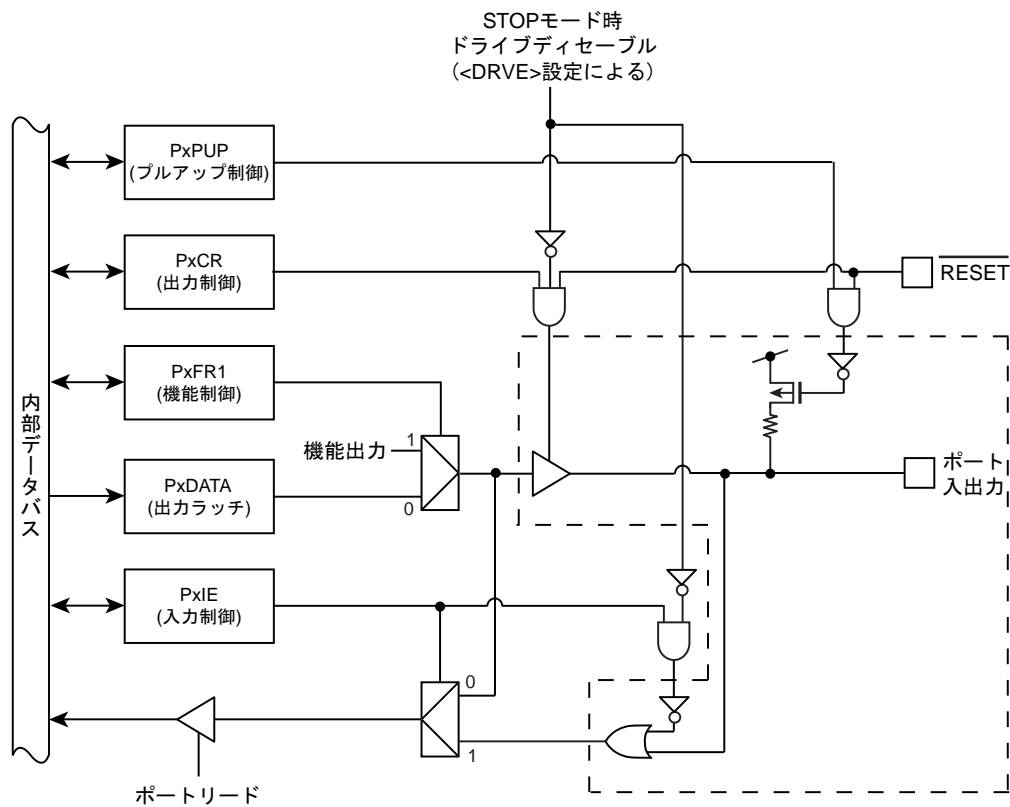 STOPモード時
ドライブディセーブル
(<DRVE>設定による)
PxPUP
(プルアップ制御)
PxCR
(出力制御)
RESET
PxFR1
(機能制御)
内部データバス
機能出力
1
0
ポート
入出力
PxDATA
(出力ラッチ)
PxIE
(入力制御)
0
1
ポートリード